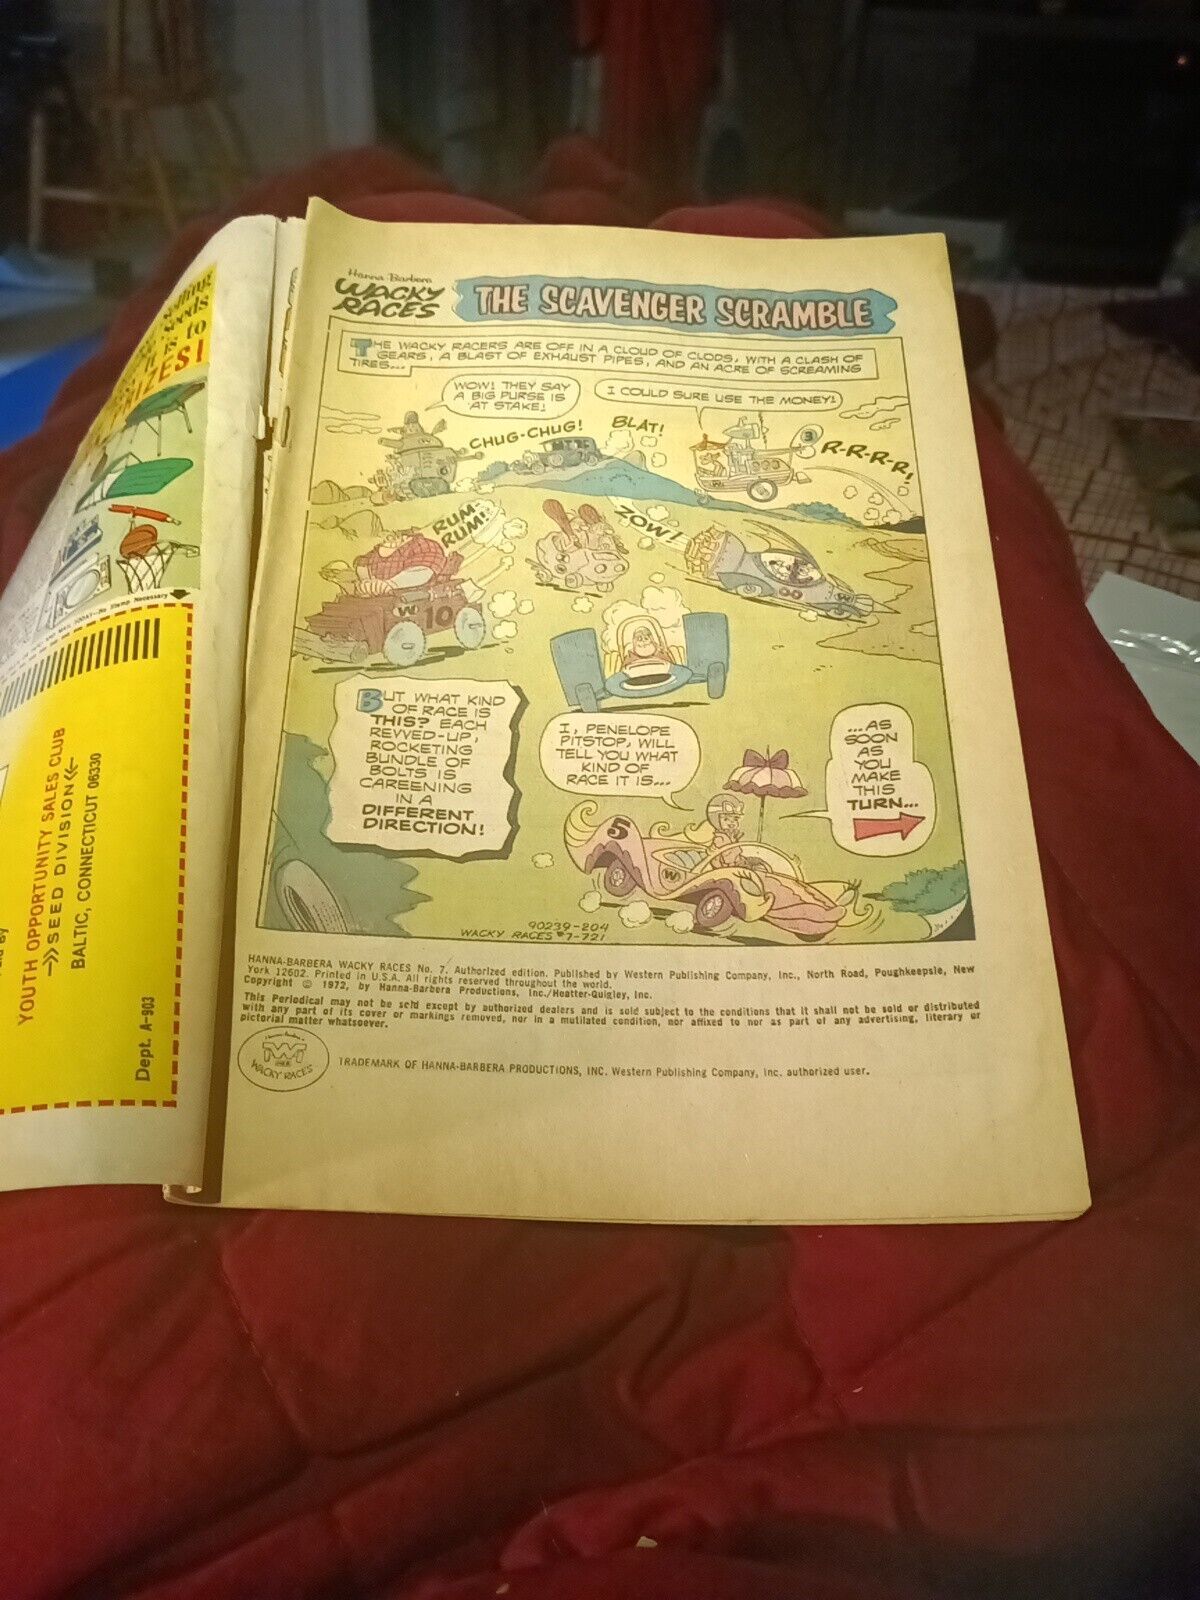 Selling
Seeds
to
PRIZES!
No Stamp Necessary
YOUTH OPPORTUNITY SALES CLUB
SEED DIVISION
BALTIC, CONNECTICUT 06330
Dept. A-903
Hanna-Barbera
WACKY
RACES
THE SCAVENGER SCRAMBLE
THE WACKY RACERS ARE OFF IN A CLOUD OF CLODS, WITH A CLASH OF
GEARS, A BLAST OF EXHAUST PIPES, AND AN ACRE OF SCREAMING
TIRES...
WOW! THEY SAY
A BIG PURSE IS
AT STAKE!
I COULD SURE USE THE MONEY!
CHUG-CHUG!
BLAT!
3
R-R-R-R!
W
RUM-
RUM!
ZOW!
W 10
00
W
BUT WHAT KIND
OF RACE IS
THIS? EACH
REVVED-UP,
ROCKETING
BUNDLE OF
BOLTS IS
CAREENING
IN A
DIFFERENT
DIRECTION!
I, PENELOPE
PITSTOP, WILL
TELL YOU WHAT
KIND OF
RACE IT IS...
...AS
SOON
AS
YOU
MAKE
THIS
TURN...
5
W
90239-204
WACKY RACES #7-721
HANNA-BARBERA WACKY RACES No. 7. Authorized edition. Published by Western Publishing Company, Inc., North Road, Poughkeepsie, New
York 12602. Printed in U.S.A. All rights reserved throughout the world.
Copyright © 1972, by Hanna-Barbera Productions, Inc./Heatter-Quigley, Inc.
This Periodical may not be sold except by authorized dealers and is sold subject to the conditions that it shall not be sold or distributed
with any part of its cover or markings removed, nor in a mutilated condition, nor affixed to nor as part of any advertising, literary or
pictorial matter whatsoever.
WACKY RACES
TRADEMARK OF HANNA-BARBERA PRODUCTIONS, INC. Western Publishing Company, Inc. authorized user.